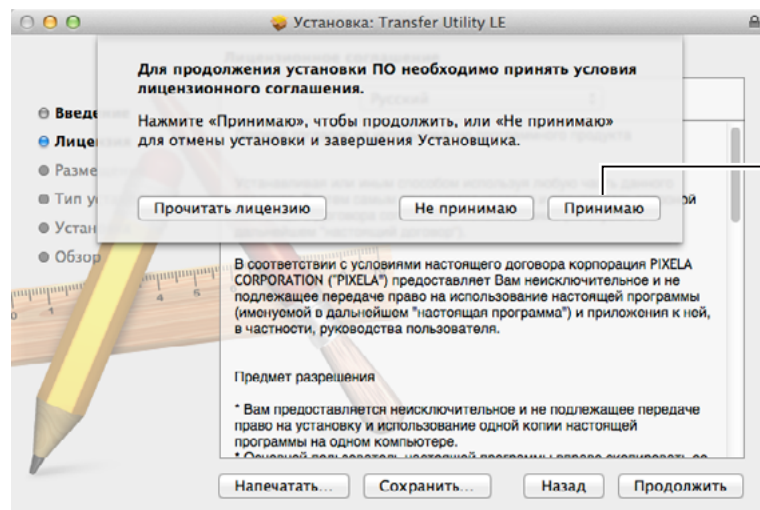 Установка: Transfer Utility LE
Лицензионное соглашение
Для продолжения установки ПО необходимо принять условия
лицензионного соглашения.
Нажмите «Принимаю», чтобы продолжить, или «Не принимаю»
для отмены установки и завершения Установщика.
Прочитать лицензию
Не принимаю
Принимаю
Русский
Введе
Лице
Разме
Тип у
Устан
Обзор
В соответствии с условиями настоящего договора корпорация PIXELA
CORPORATION ("PIXELA") предоставляет Вам неисключительное и не
подлежащее передаче право на использование настоящей программы
(именуемой в дальнейшем "настоящая программа") и приложения к ней,
в частности, руководства пользователя.
Предмет разрешения
* Вам предоставляется неисключительное и не подлежащее передаче
право на установку и использование одной копии настоящей
программы на одном компьютере.
Напечатать...
Сохранить...
Назад
Продолжить